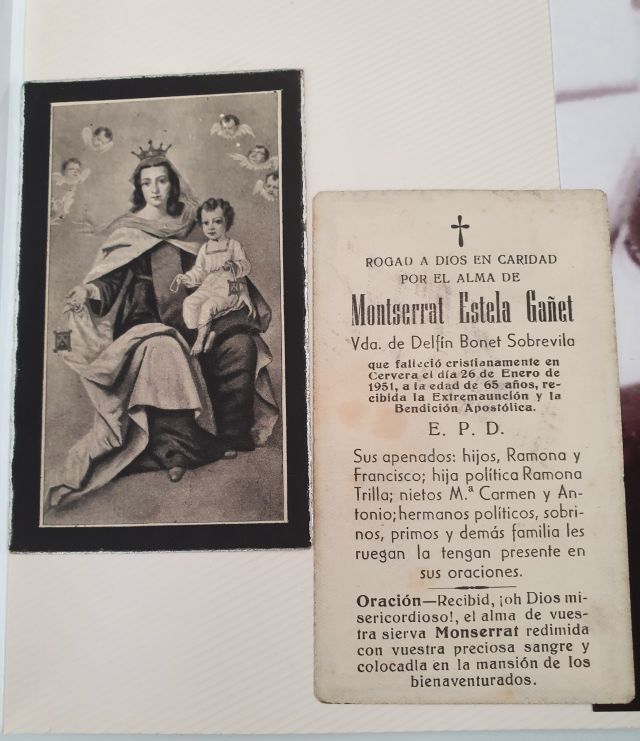 ROGAD A DIOS EN CARIDAD
POR EL ALMA DE
Montserrat Estela Gañet
Vda. de Delfín Bonet Sobrevila
que falleció cristianamente en
Cervera el día 26 de Enero de
1951, a la edad de 65 años, re-
cibida la Extremaunción y la
Bendición Apostólica.
E. P. D.
Sus apenados: hijos, Ramona y
Francisco; hija política Ramona
Trilla; nietos M.ª Carmen y An-
tonio; hermanos políticos, sobri-
nos, primos y demás familia les
ruegan la tengan presente en
sus oraciones.
Oración—Recibid, ¡oh Dios mi-
sericordioso!, el alma de vues-
tra sierva Monserrat redimida
con vuestra preciosa sangre y
colocadla en la mansión de los
bienaventurados.